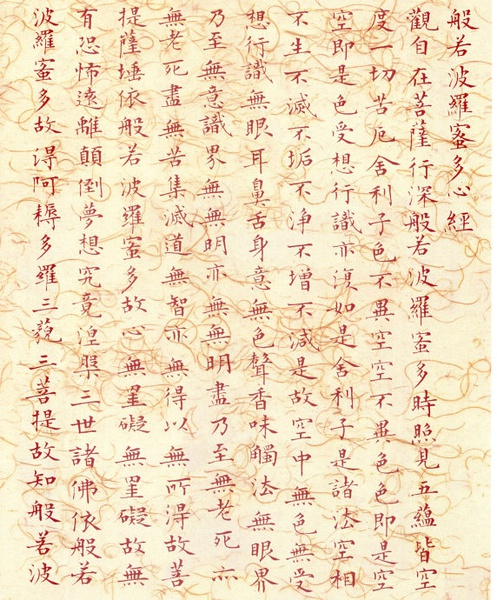 般若波羅蜜多心經
觀自在菩薩行深般若波羅蜜多時照見五蘊皆空
度一切苦厄舍利子色不異空空不異色色即是空
空即是色受想行識亦復如是舍利子是諸法空相
不生不滅不垢不淨不增不減是故空中無色無受
想行識無眼耳鼻舌身意無色聲香味觸法無眼界
乃至無意識界無無明亦無無明盡乃至無老死亦
無老死盡無苦集滅道無智亦無得以無所得故菩
提薩埵依般若波羅蜜多故心無罣礙無罣礙故無
有恐怖遠離顛倒夢想究竟涅槃三世諸佛依般若
波羅蜜多故得阿耨多羅三藐三菩提故知般若波